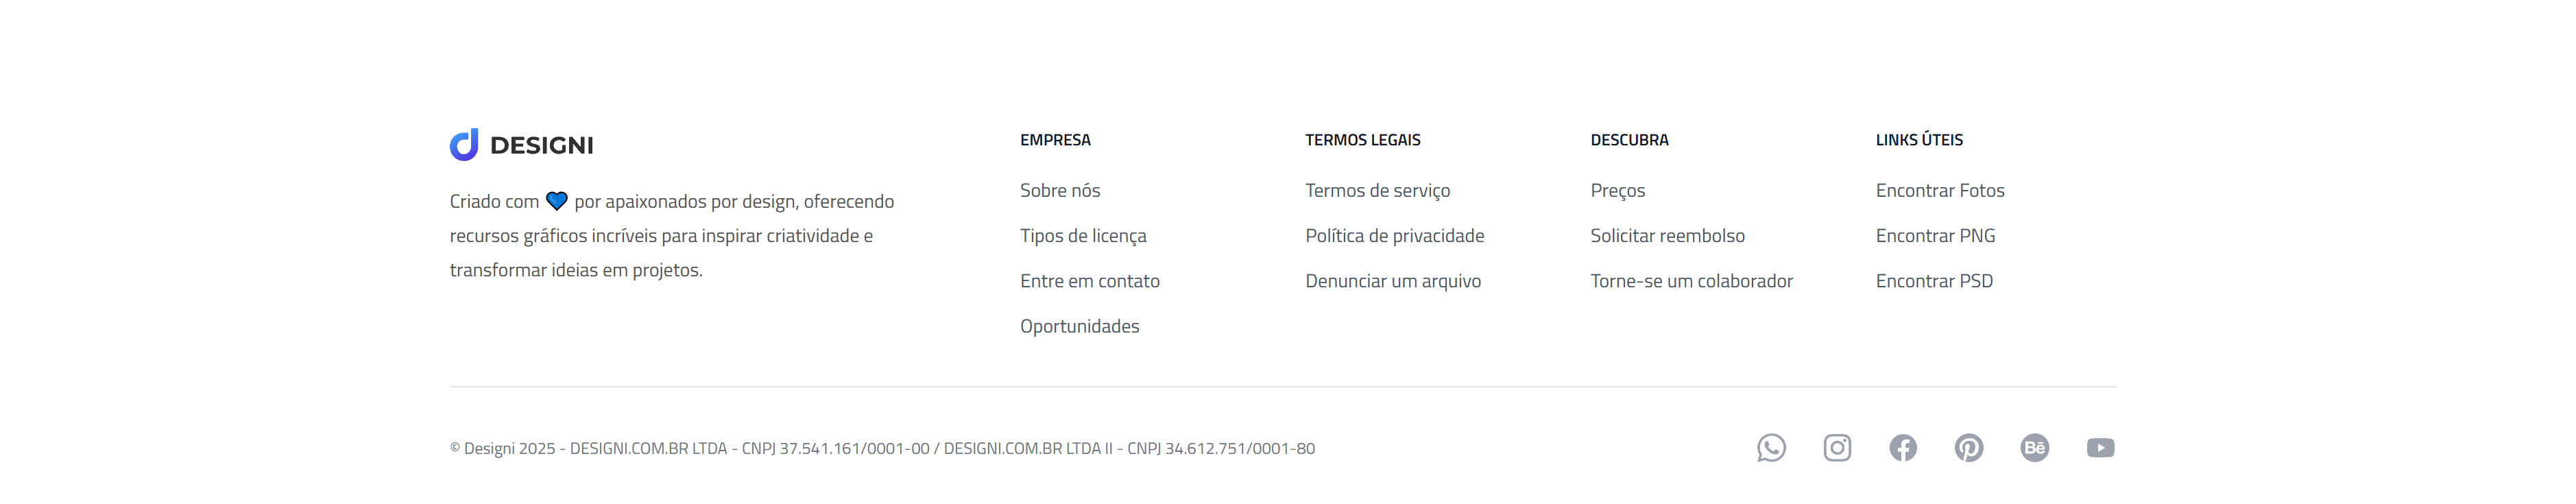 DESIGNI
Criado com 💙 por apaixonados por design, oferecendo
recursos gráficos incríveis para inspirar criatividade e
transformar ideias em projetos.
EMPRESA
Sobre nós
Tipos de licença
Entre em contato
Oportunidades
TERMOS LEGAIS
Termos de serviço
Política de privacidade
Denunciar um arquivo
DESCUBRA
Preços
Solicitar reembolso
Torne-se um colaborador
LINKS ÚTEIS
Encontrar Fotos
Encontrar PNG
Encontrar PSD
© Designi 2025 - DESIGNI.COM.BR LTDA - CNPJ 37.541.161/0001-00 / DESIGNI.COM.BR LTDA II - CNPJ 34.612.751/0001-80
Bē